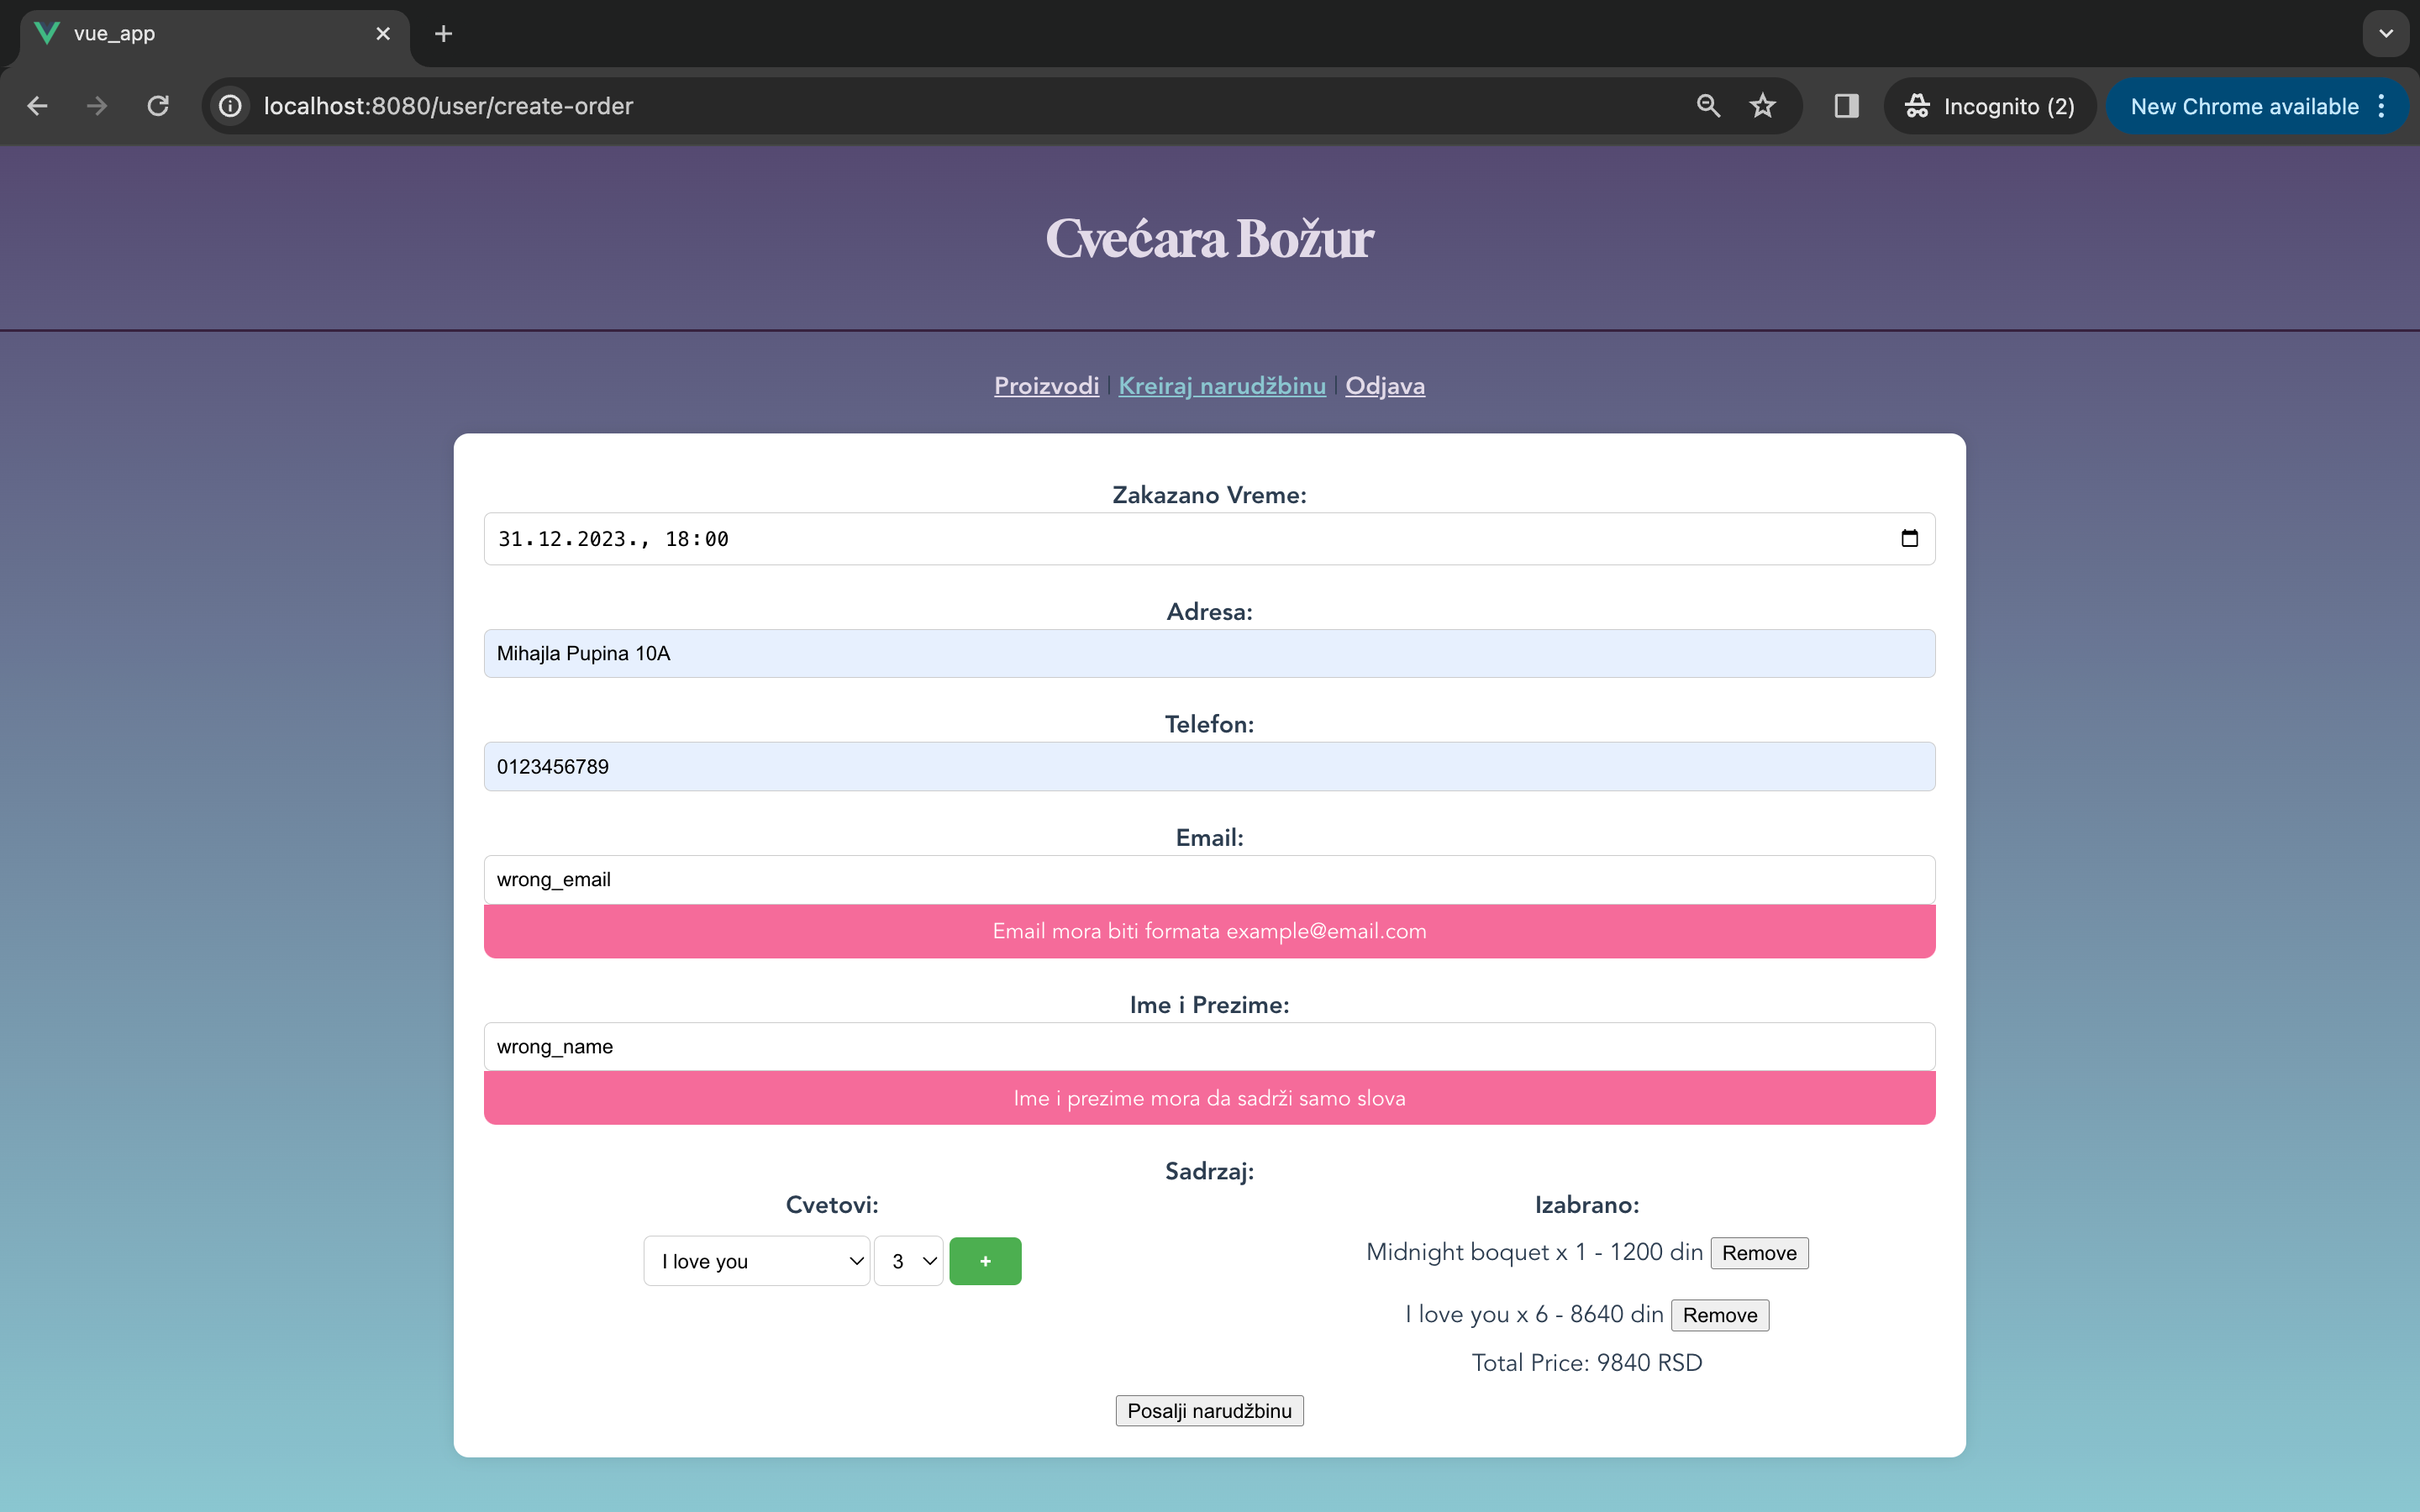 vue_app
localhost:8080/user/create-order
Incognito (2)
New Chrome available
Cvećara Božur
Proizvodi | Kreiraj narudžbinu | Odjava
Zakazano Vreme:
31.12.2023., 18:00
Adresa:
Mihajla Pupina 10A
Telefon:
0123456789
Email:
wrong_email
Email mora biti formata example@email.com
Ime i Prezime:
wrong_name
Ime i prezime mora da sadrži samo slova
Sadrzaj:
Cvetovi:
I love you 3 +
Izabrano:
Midnight boquet x 1 - 1200 din Remove
I love you x 6 - 8640 din Remove
Total Price: 9840 RSD
Posalji narudžbinu